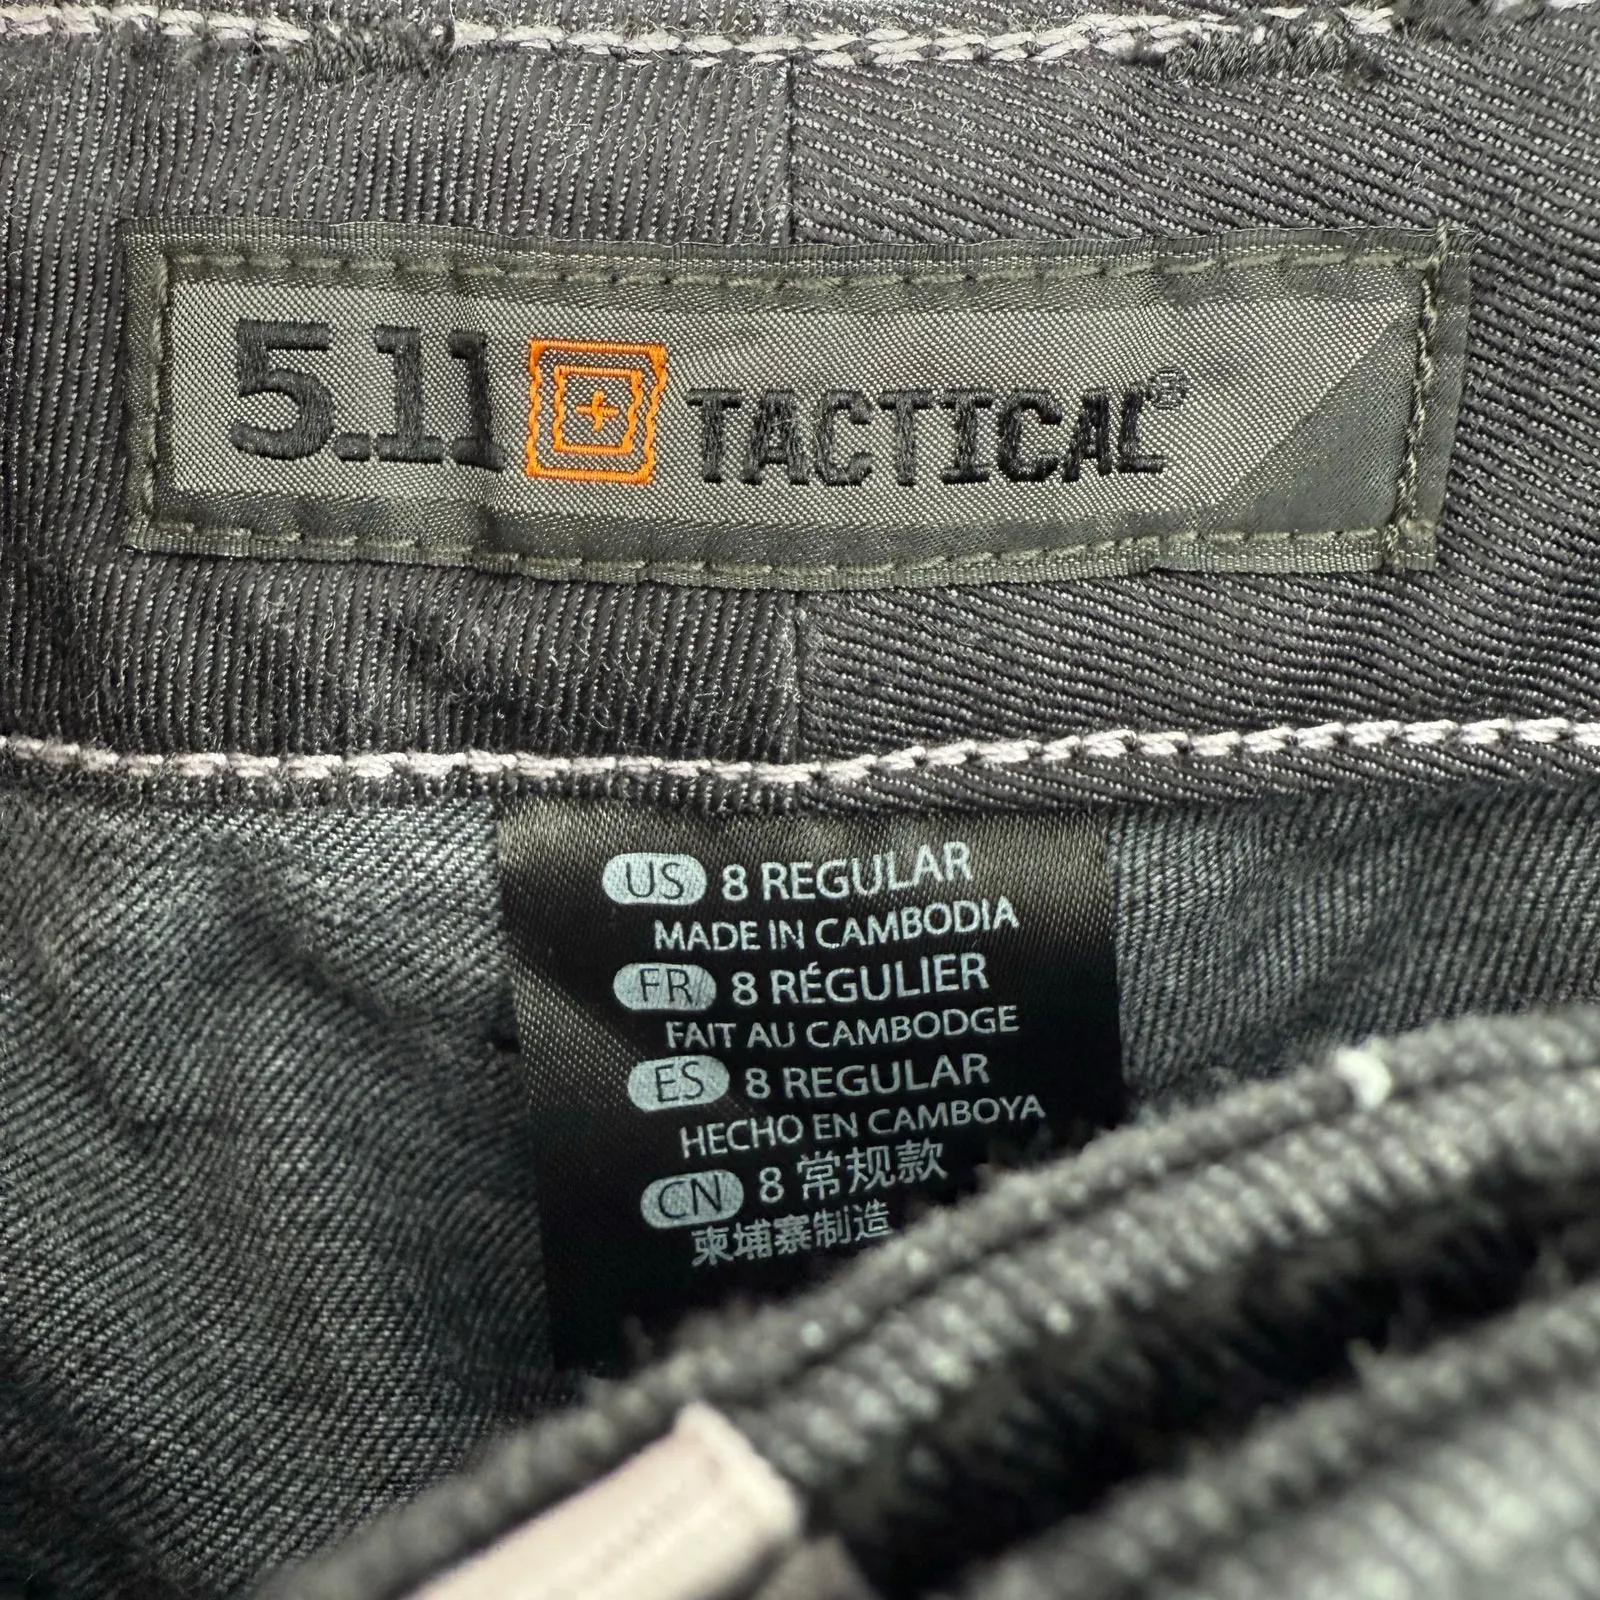 5.11 TACTICAL®
US 8 REGULAR
MADE IN CAMBODIA
FR 8 RÉGULIER
FAIT AU CAMBODGE
ES 8 REGULAR
HECHO EN CAMBOYA
CN 8 常规款
柬埔寨制造